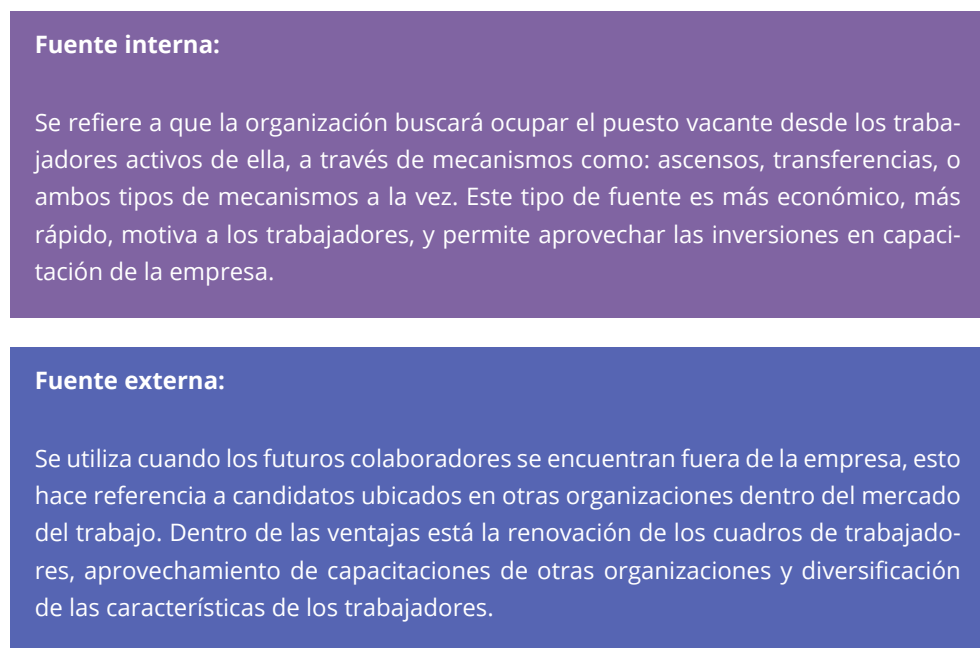 Fuente interna:
Se refiere a que la organización buscará ocupar el puesto vacante desde los traba-
jadores activos de ella, a través de mecanismos como: ascensos, transferencias, o
ambos tipos de mecanismos a la vez. Este tipo de fuente es más económico, más
rápido, motiva a los trabajadores, y permite aprovechar las inversiones en capaci-
tación de la empresa.
Fuente externa:
Se utiliza cuando los futuros colaboradores se encuentran fuera de la empresa, esto
hace referencia a candidatos ubicados en otras organizaciones dentro del mercado
del trabajo. Dentro de las ventajas está la renovación de los cuadros de trabajado-
res, aprovechamiento de capacitaciones de otras organizaciones y diversificación
de las características de los trabajadores.